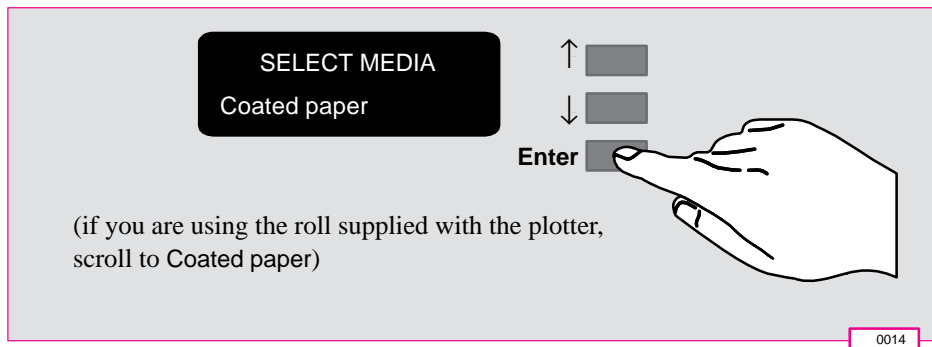 SELECT MEDIA
Coated paper
↑
↓
Enter
(if you are using the roll supplied with the plotter,
scroll to Coated paper)
0014